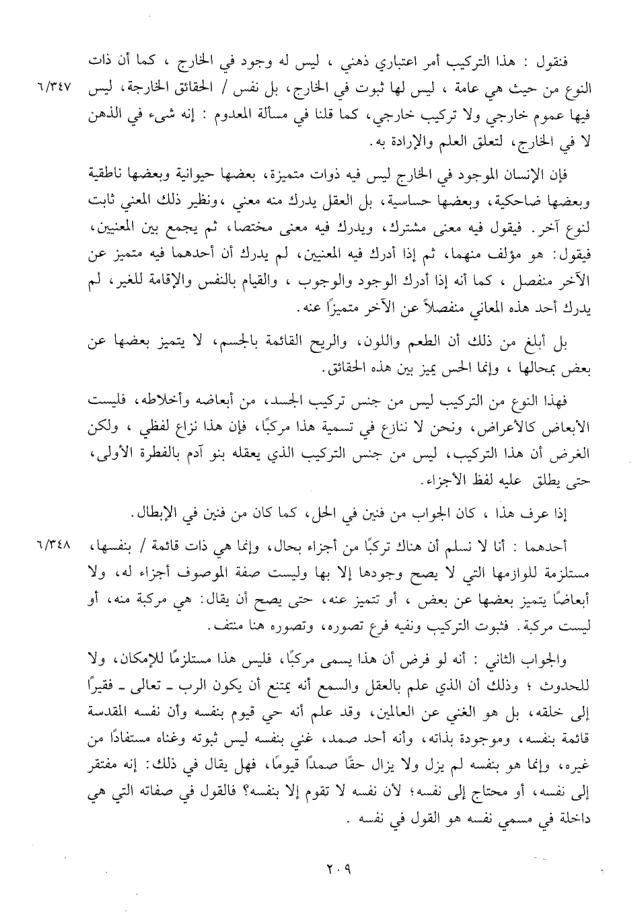 فنقول : هذا التركيب أمر اعتباري ذهني ، ليس له وجود في الخارج ، كما أن ذات
٦/٣٤٧ النوع من حيث هي عامة ، ليس لها ثبوت في الخارج، بل نفس / الحقائق الخارجة، ليس
فيها عموم خارجي ولا تركيب خارجي، كما قلنا في مسألة المعدوم : إنه شىء في الذهن
لا في الخارج، لتعلق العلم والإرادة به.
فإن الإنسان الموجود في الخارج ليس فيه ذوات متميزة، بعضها حيوانية وبعضها ناطقية
وبعضها ضاحكية، وبعضها حساسية، بل العقل يدرك منه معني ، ونظير ذلك المعني ثابت
لنوع آخر. فيقول فيه معنى مشترك، ويدرك فيه معنى مختصا، ثم يجمع بين المعنيين،
فيقول: هو مؤلف منهما، ثم إذا أدرك فيه المعنيين، لم يدرك أن أحدهما فيه متميز عن
الآخر منفصل ، كما أنه إذا أدرك الوجود والوجوب ، والقيام بالنفس والإقامة للغير، لم
يدرك أحد هذه المعاني منفصلاً عن الآخر متميزًا عنه.
بل أبلغ من ذلك أن الطعم واللون، والريح القائمة بالجسم، لا يتميز بعضها عن
بعض بمحالها ، وإنما الحس يميز بين هذه الحقائق.
فهذا النوع من التركيب ليس من جنس تركيب الجسد، من أبعاضه وأخلاطه، فليست
الأبعاض كالأعراض، ونحن لا ننازع في تسمية هذا مركبًا، فإن هذا نزاع لفظي ، ولكن
الغرض أن هذا التركيب، ليس من جنس التركيب الذي يعقله بنو آدم بالفطرة الأولى،
حتى يطلق عليه لفظ الأجزاء.
إذا عرف هذا ، كان الجواب من فنين في الحل، كما كان من فنين في الإبطال.
٦/٣٤٨ أحدهما : أنا لا نسلم أن هناك تركبًا من أجزاء بحال، وإنما هي ذات قائمة / بنفسها،
مستلزمة للوازمها التي لا يصح وجودها إلا بها وليست صفة الموصوف أجزاء له، ولا
أبعاضًا يتميز بعضها عن بعض ، أو تتميز عنه، حتى يصح أن يقال: هي مركبة منه، أو
ليست مركبة. فثبوت التركيب ونفيه فرع تصوره، وتصوره هنا منتف.
والجواب الثاني : أنه لو فرض أن هذا يسمى مركبًا، فليس هذا مستلزمًا للإمكان، ولا
للحدوث ؛ وذلك أن الذي علم بالعقل والسمع أنه يمتنع أن يكون الرب ـ تعالى ـ فقيرًا
إلى خلقه، بل هو الغني عن العالمين، وقد علم أنه حي قيوم بنفسه وأن نفسه المقدسة
قائمة بنفسه، وموجودة بذاته، وأنه أحد صمد، غني بنفسه ليس ثبوته وغناه مستفادًا من
غيره، وإنما هو بنفسه لم يزل ولا يزال حقًا صمدًا قيومًا، فهل يقال في ذلك: إنه مفتقر
إلى نفسه، أو محتاج إلى نفسه؛ لأن نفسه لا تقوم إلا بنفسه؟ فالقول في صفاته التي هي
داخلة في مسمي نفسه هو القول في نفسه .
٢٠٩